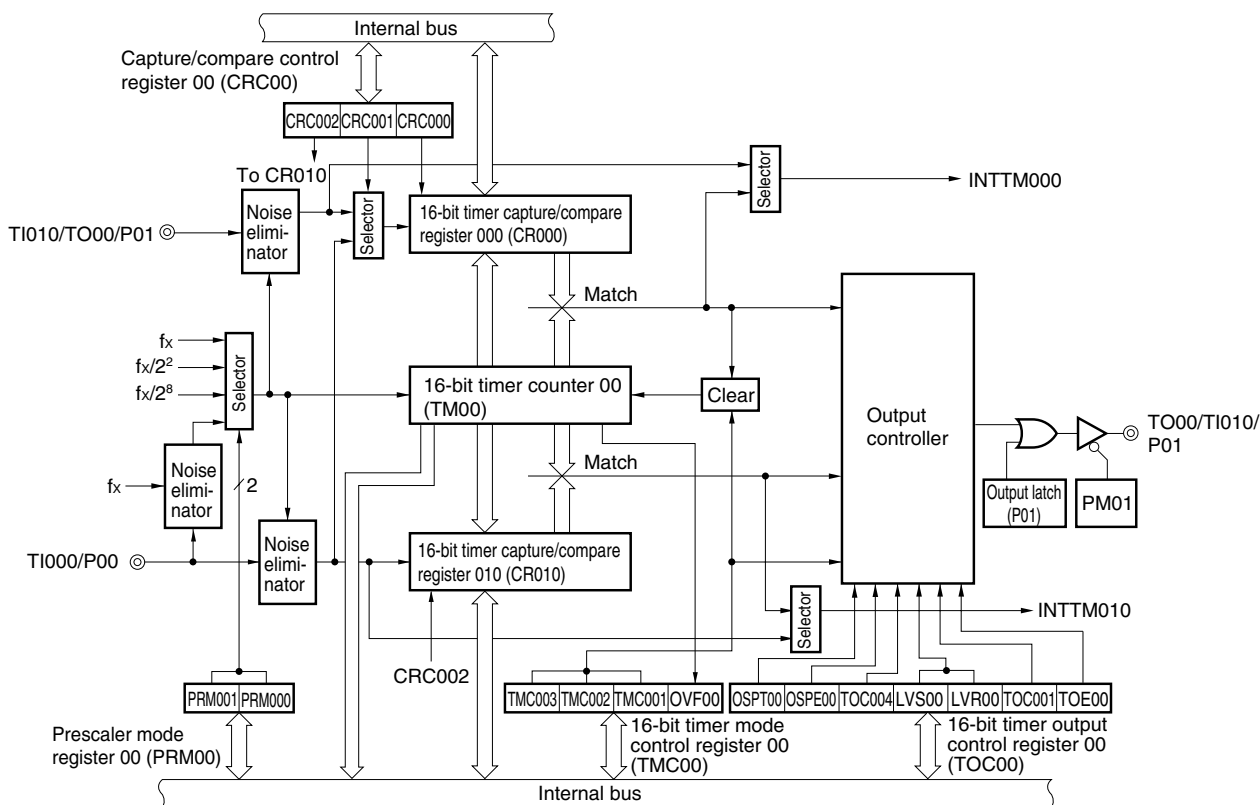 Internal bus
Capture/compare control
register 00 (CRC00)
CRC002 CRC001 CRC000
To CR010
Selector
INTTM000
TI010/TO00/P01
Noise
elimi-
nator
Selector
16-bit timer capture/compare
register 000 (CR000)
Match
fx
fx/2²
fx/2⁸
Selector
16-bit timer counter 00
(TM00)
Clear
Output
controller
TO00/TI010/
P01
Match
fx
Noise
elimi-
nator
2
Output latch
(P01)
PM01
TI000/P00
Noise
elimi-
nator
16-bit timer capture/compare
register 010 (CR010)
Selector
INTTM010
CRC002
PRM001 PRM000
TMC003 TMC002 TMC001 OVF00
OSPT00 OSPE00 TOC004 LVS00 LVR00 TOC001 TOE00
Prescaler mode
register 00 (PRM00)
16-bit timer mode
control register 00
(TMC00)
16-bit timer output
control register 00
(TOC00)
Internal bus